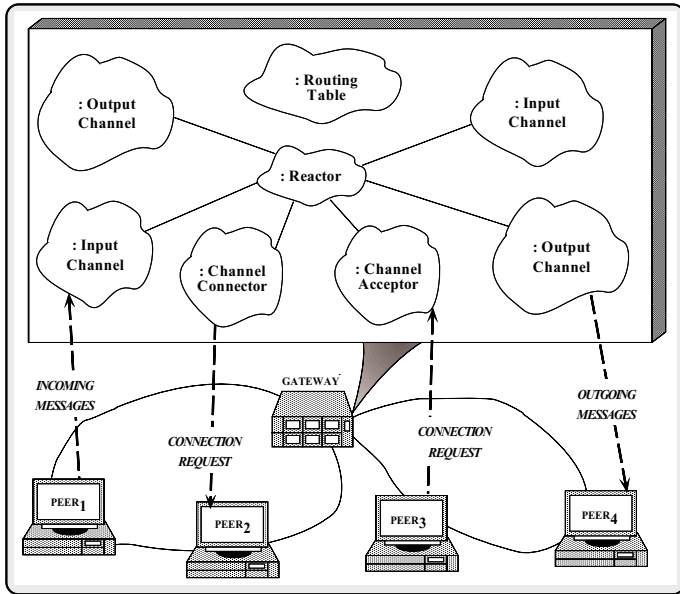 : Routing
Table
: Output
Channel
: Input
Channel
: Reactor
: Input
Channel
: Channel
Connector
: Channel
Acceptor
: Output
Channel
GATEWAY
INCOMING
MESSAGES
CONNECTION
REQUEST
CONNECTION
REQUEST
OUTGOING
MESSAGES
PEER1
PEER2
PEER3
PEER4